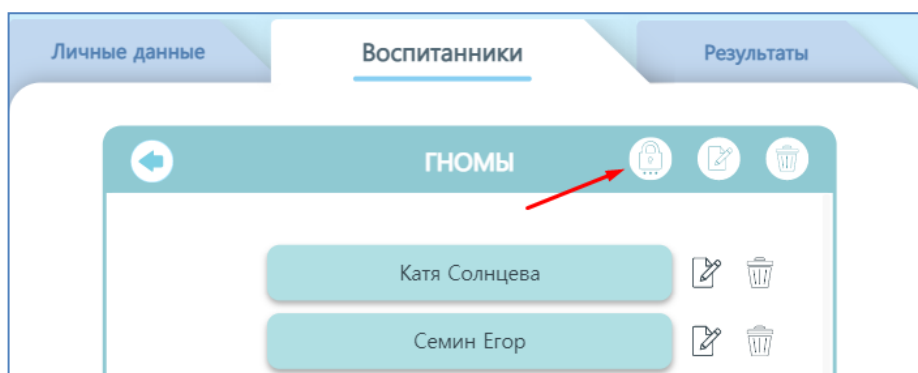 Личные данные
Воспитанники
Результаты
ГНОМЫ
Катя Солнцева
Семин Егор